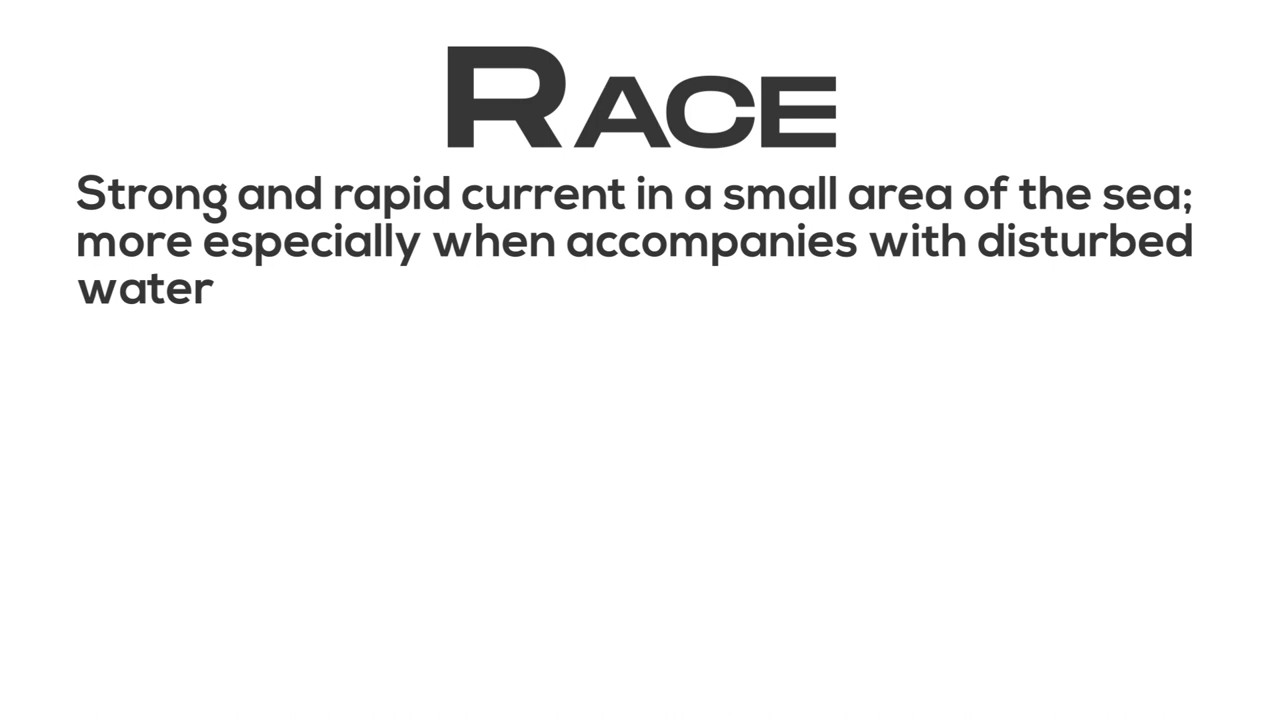 RACE
Strong and rapid current in a small area of the sea;
more especially when accompanies with disturbed
water